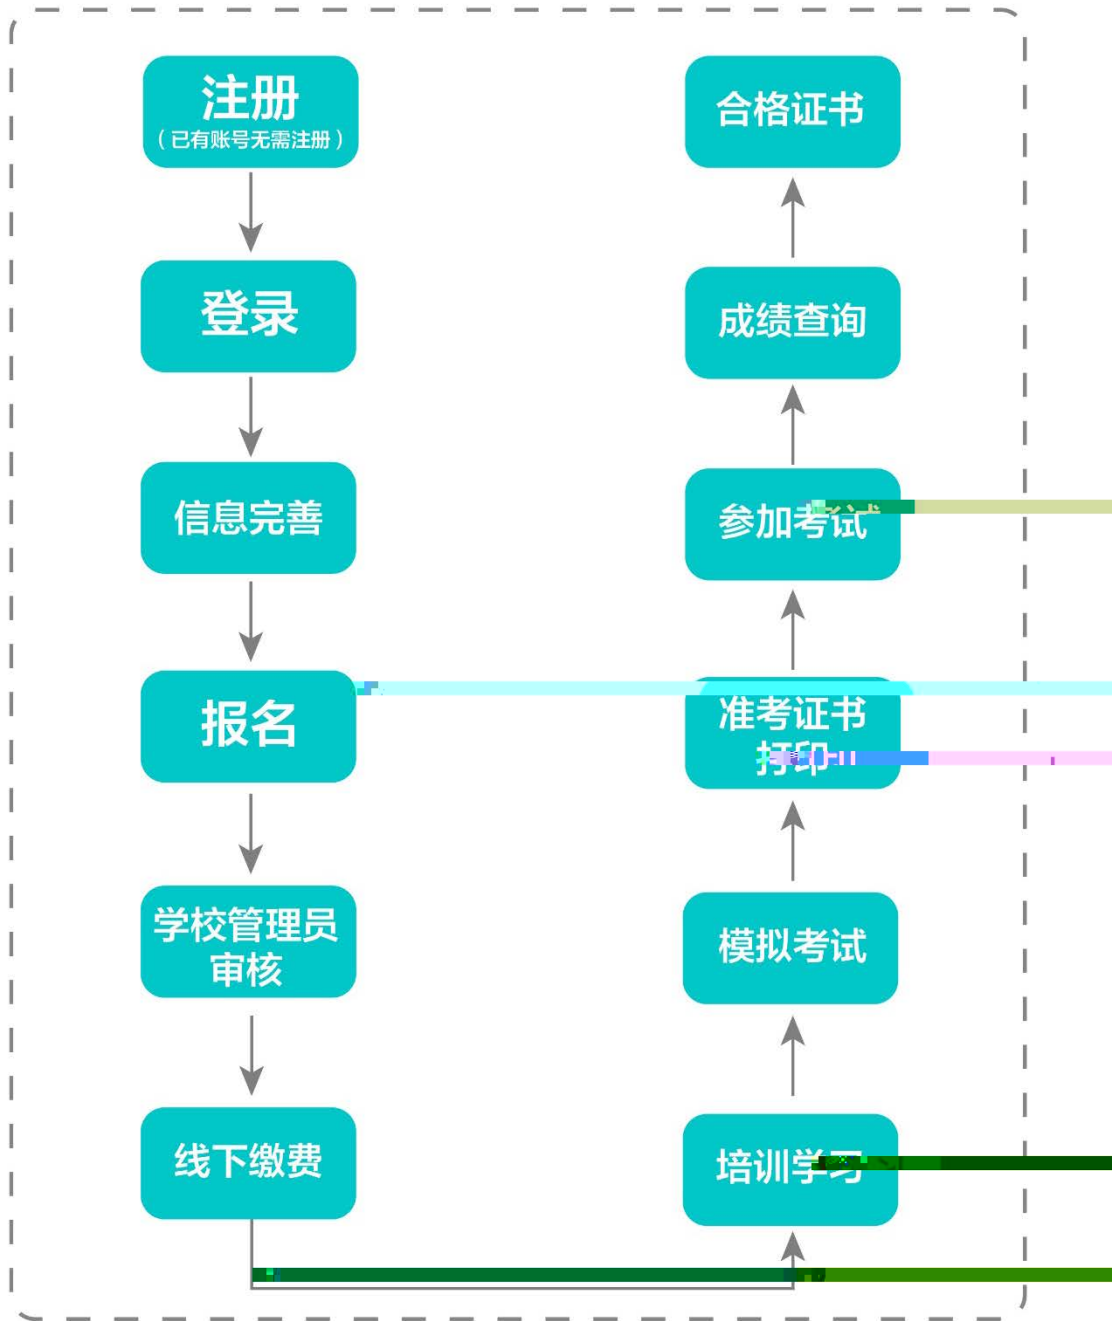 注册
（已有账号无需注册）
登录
信息完善
报名
学校管理员
审核
线下缴费
培训学习
模拟考试
准考证书
打印
参加考试
成绩查询
合格证书